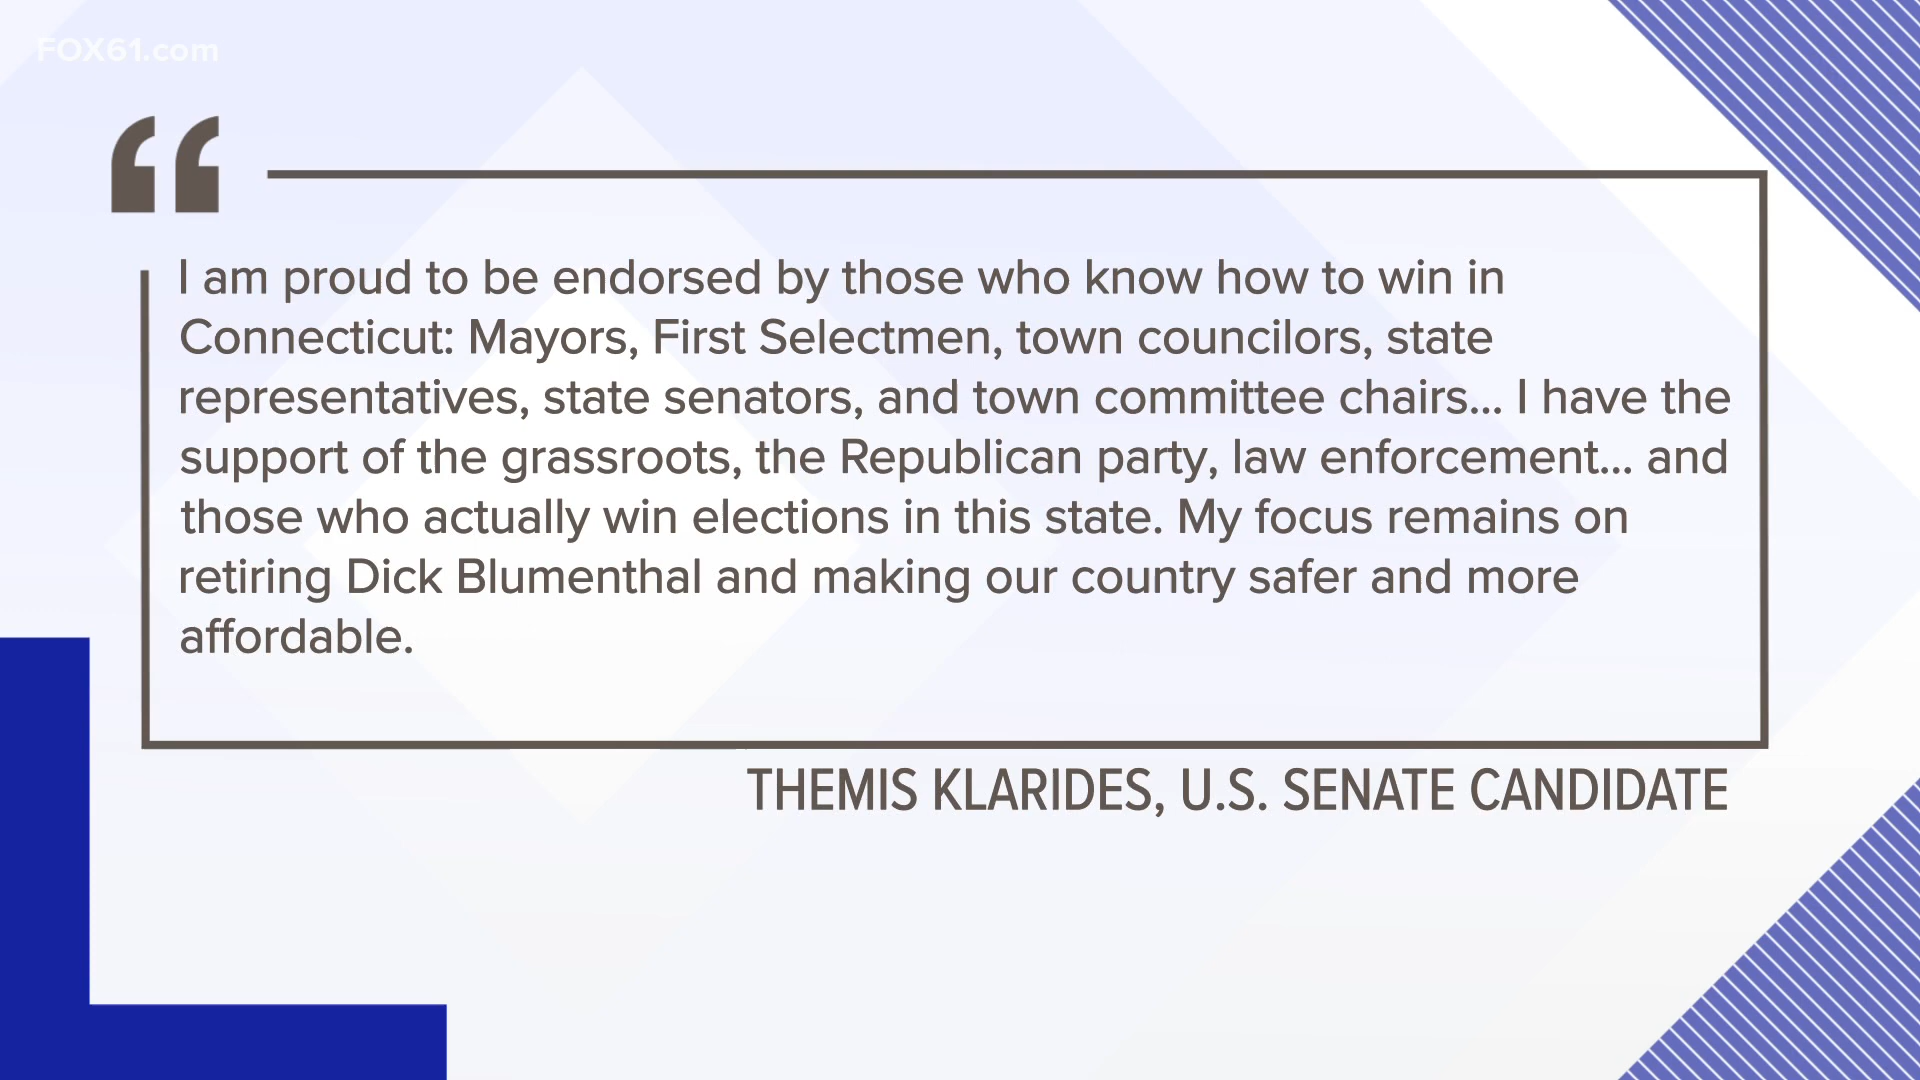 FOX61.com
“
I am proud to be endorsed by those who know how to win in
Connecticut: Mayors, First Selectmen, town councilors, state
representatives, state senators, and town committee chairs... I have the
support of the grassroots, the Republican party, law enforcement... and
those who actually win elections in this state. My focus remains on
retiring Dick Blumenthal and making our country safer and more
affordable.
THEMIS KLARIDES, U.S. SENATE CANDIDATE